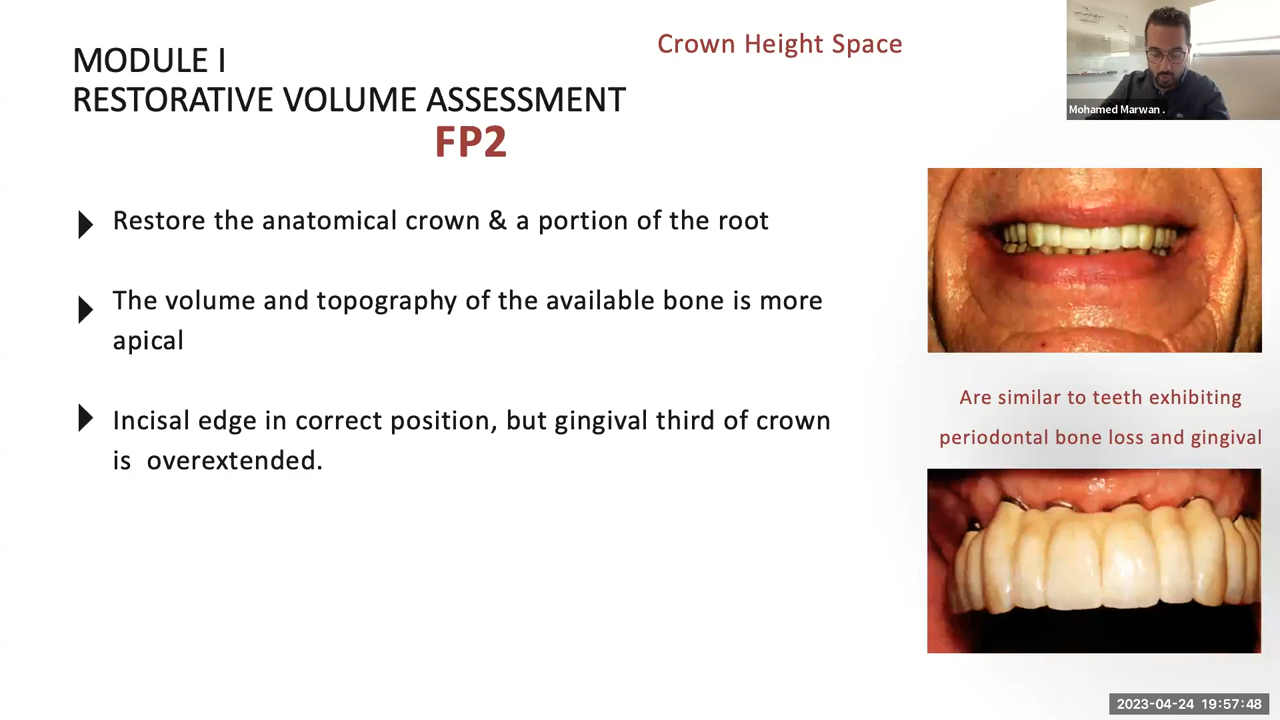 MODULE I
RESTORATIVE VOLUME ASSESSMENT
FP2
Crown Height Space
Mohamed Marwan .
Restore the anatomical crown & a portion of the root
The volume and topography of the available bone is more
apical
Incisal edge in correct position, but gingival third of crown
is overextended.
Are similar to teeth exhibiting
periodontal bone loss and gingival
2023-04-24 19:57:48